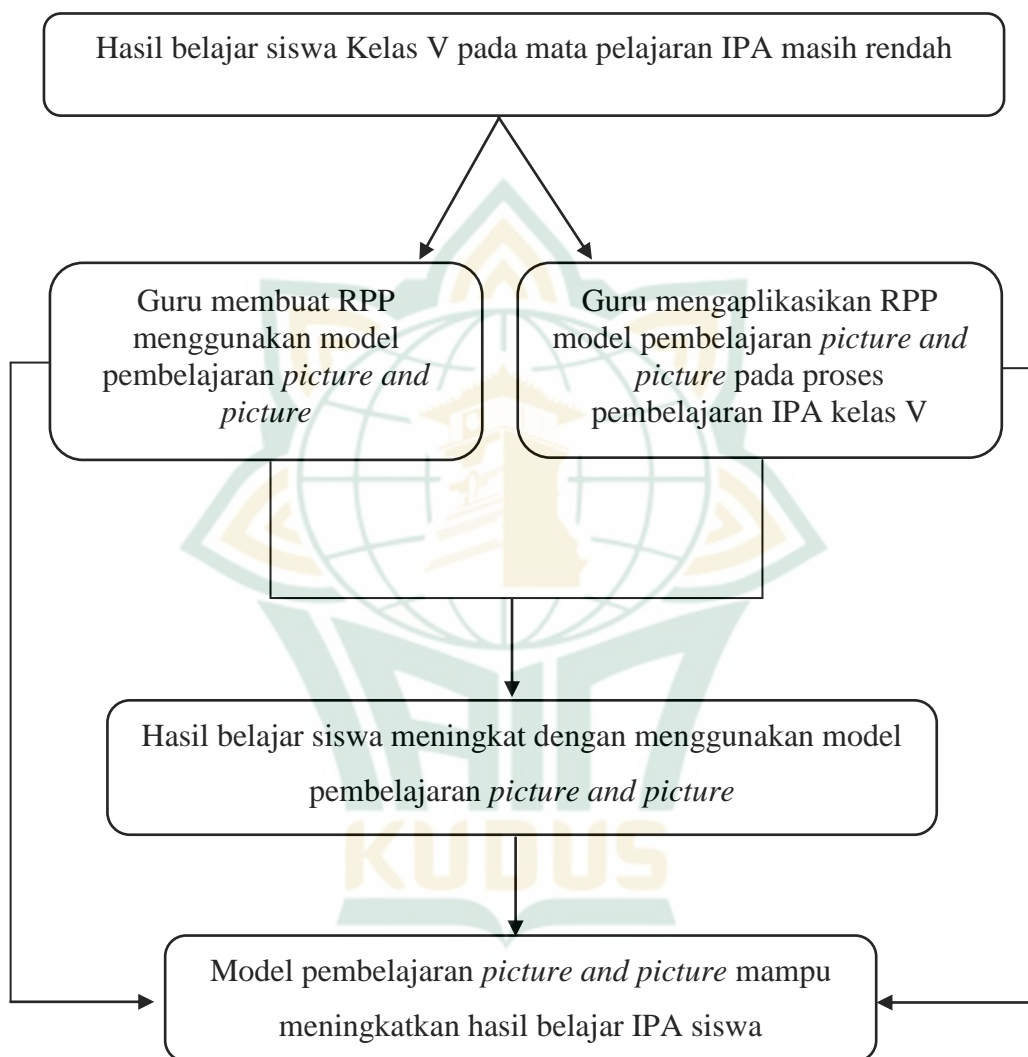 Hasil belajar siswa Kelas V pada mata pelajaran IPA masih rendah
Guru membuat RPP
menggunakan model
pembelajaran picture and
picture
Guru mengaplikasikan RPP
model pembelajaran picture and
picture pada proses
pembelajaran IPA kelas V
Hasil belajar siswa meningkat dengan menggunakan model
pembelajaran picture and picture
Model pembelajaran picture and picture mampu
meningkatkan hasil belajar IPA siswa
IAIN
KUDUS